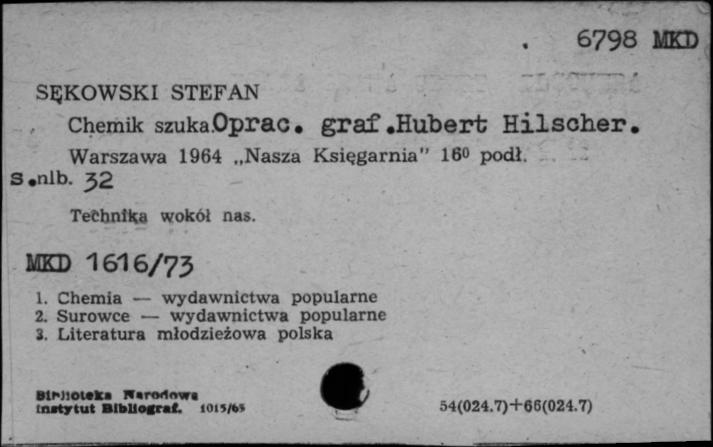 6798 MKD
SĘKOWSKI STEFAN
Chemik szuka. Oprac. graf. Hubert Hilscher.
Warszawa 1964 „Nasza Księgarnia" 16⁰ podł.
s.nlb. 32
Technika wokół nas.
MKD 1616/73
1. Chemia — wydawnictwa popularne
2. Surowce — wydawnictwa popularne
3. Literatura młodzieżowa polska
Biblioteka Narodowa
Instytut Bibliograf. 1015/65
54(024.7)+66(024.7)